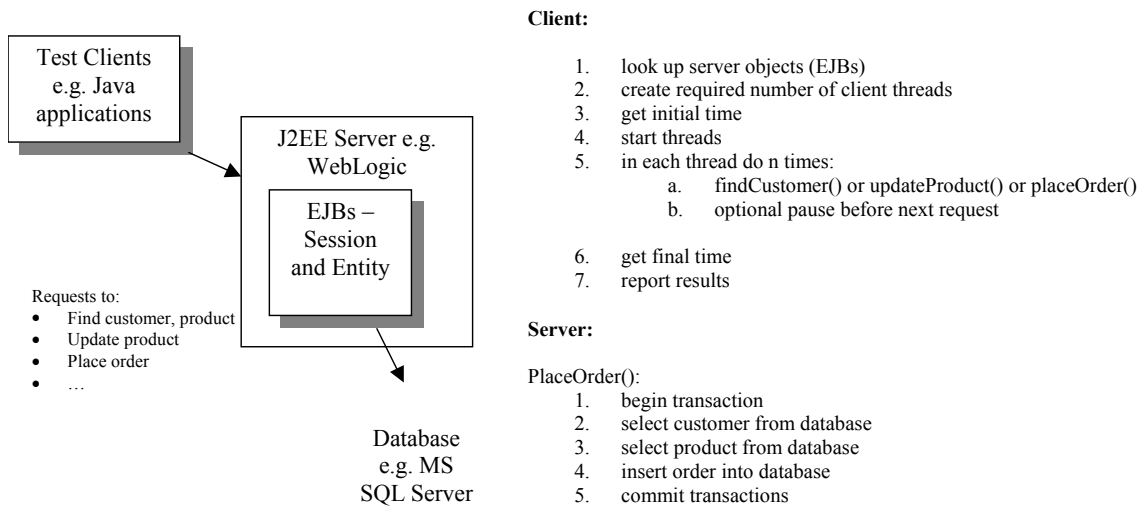 Test Clients
e.g. Java
applications
J2EE Server e.g.
WebLogic
EJBs –
Session
and Entity
Requests to:
• Find customer, product
• Update product
• Place order
• …
Database
e.g. MS
SQL Server
Client:
1. look up server objects (EJBs)
2. create required number of client threads
3. get initial time
4. start threads
5. in each thread do n times:
a. findCustomer() or updateProduct() or placeOrder()
b. optional pause before next request
6. get final time
7. report results
Server:
PlaceOrder():
1. begin transaction
2. select customer from database
3. select product from database
4. insert order into database
5. commit transactions